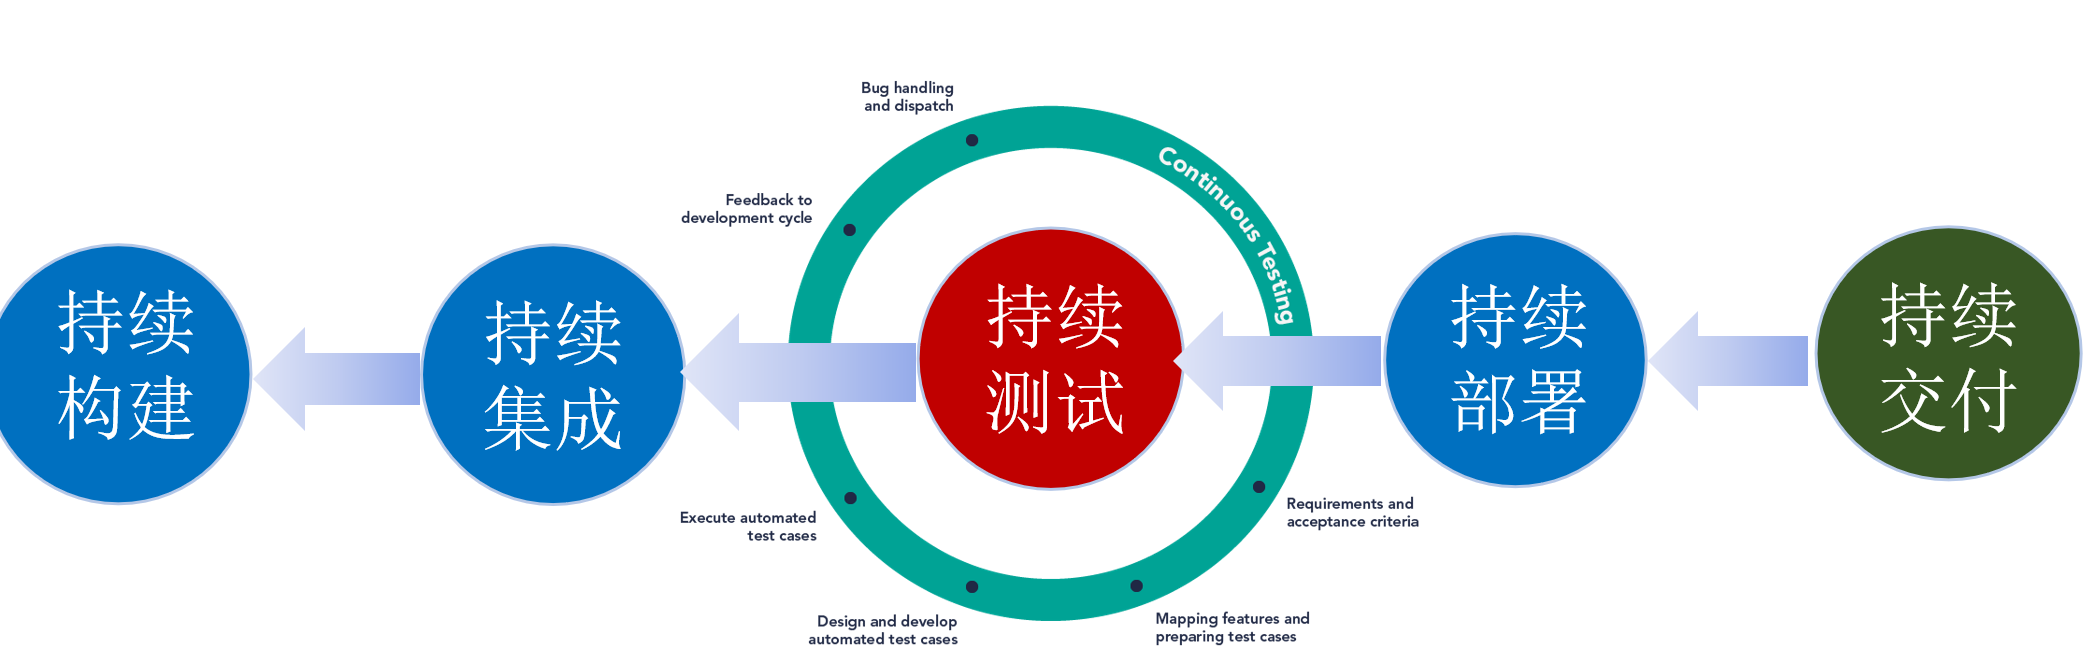 Bug handling
and dispatch
Continuous Testing
Feedback to
development cycle
持续
构建
持续
集成
持续
测试
持续
部署
持续
交付
Execute automated
test cases
Requirements and
acceptance criteria
Design and develop
automated test cases
Mapping features and
preparing test cases